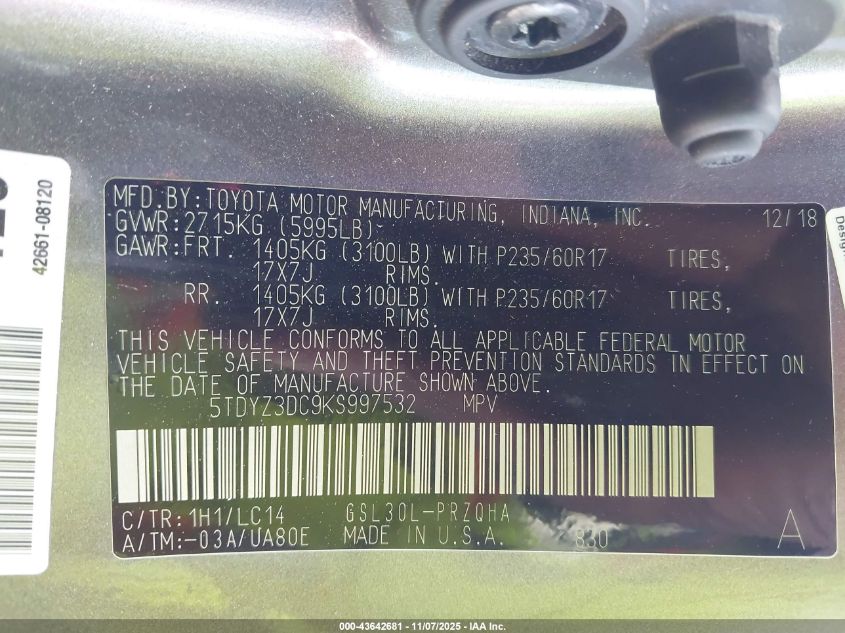 42661-08120
MFD.BY:TOYOTA MOTOR MANUFACTURING, INDIANA, INC. 12/18
GVWR:2715KG (5995LB)
GAWR:FRT. 1405KG (3100LB) WITH P235/60R17 TIRES,
17X7J RIMS.
RR. 1405KG (3100LB) WITH P235/60R17 TIRES,
17X7J RIMS.
THIS VEHICLE CONFORMS TO ALL APPLICABLE FEDERAL MOTOR
VEHICLE SAFETY AND THEFT PREVENTION STANDARDS IN EFFECT ON
THE DATE OF MANUFACTURE SHOWN ABOVE.
5TDYZ3DC9KS997532 MPV
C/TR:1H1/LC14 GSL30L-PRZQHA
A/TM:-03A/UA80E MADE IN U.S.A. 830 A
000-43642681 - 11/07/2025 - IAA Inc.